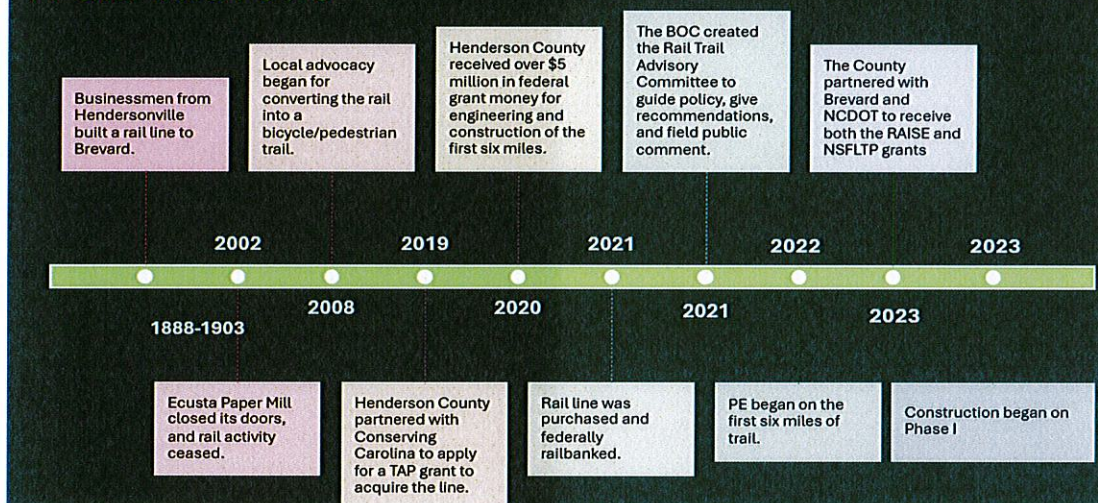 Businessmen from
Hendersonville
built a rail line to
Brevard.
Local advocacy
began for
converting the rail
into a
bicycle/pedestrian
trail.
Henderson County
received over $5
million in federal
grant money for
engineering and
construction of the
first six miles.
The BOC created
the Rail Trail
Advisory
Committee to
guide policy, give
recommendations,
and field public
comment.
The County
partnered with
Brevard and
NCDOT to receive
both the RAISE and
NSFLTP grants
2002
2019
2021
2022
2023
1888-1903
2008
2020
2021
2023
Ecusta Paper Mill
closed its doors,
and rail activity
ceased.
Henderson County
partnered with
Conserving
Carolina to apply
for a TAP grant to
acquire the line.
Rail line was
purchased and
federally
railbanked.
PE began on the
first six miles of
trail.
Construction began on
Phase I